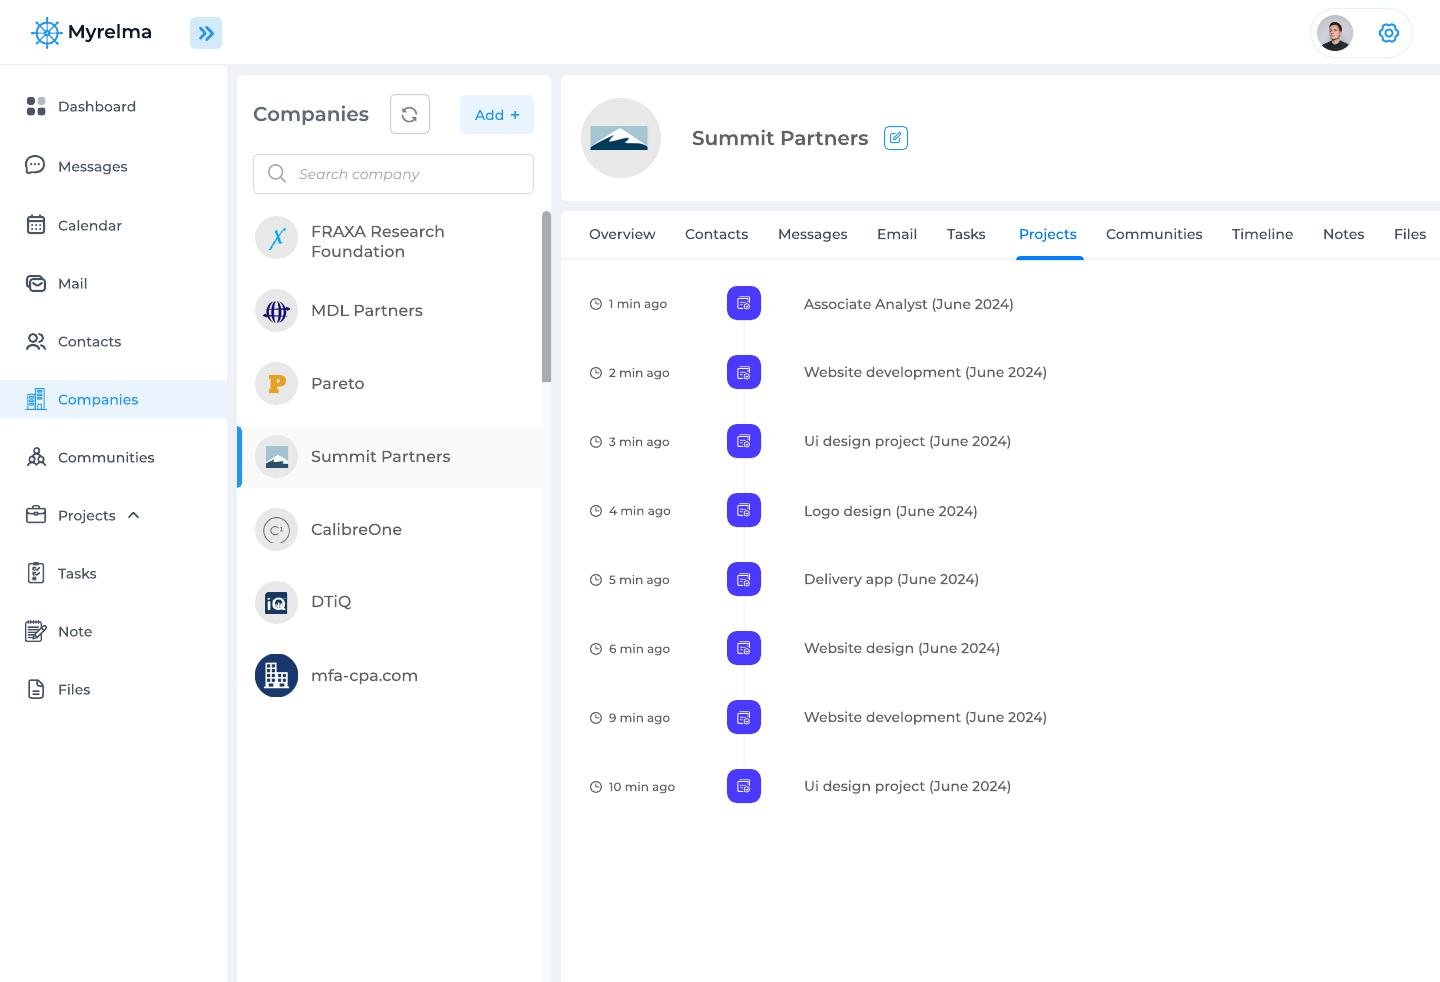 Myrelma
Dashboard
Messages
Calendar
Mail
Contacts
Companies
Communities
Projects
Tasks
Note
Files
Companies
Add +
Search company
FRAXA Research
Foundation
MDL Partners
P
Pareto
Summit Partners
C¹
CalibreOne
iQ
DTiQ
mfa-cpa.com
Summit Partners
Overview Contacts Messages Email Tasks Projects Communities Timeline Notes Files
1 min ago Associate Analyst (June 2024)
2 min ago Website development (June 2024)
3 min ago Ui design project (June 2024)
4 min ago Logo design (June 2024)
5 min ago Delivery app (June 2024)
6 min ago Website design (June 2024)
9 min ago Website development (June 2024)
10 min ago Ui design project (June 2024)